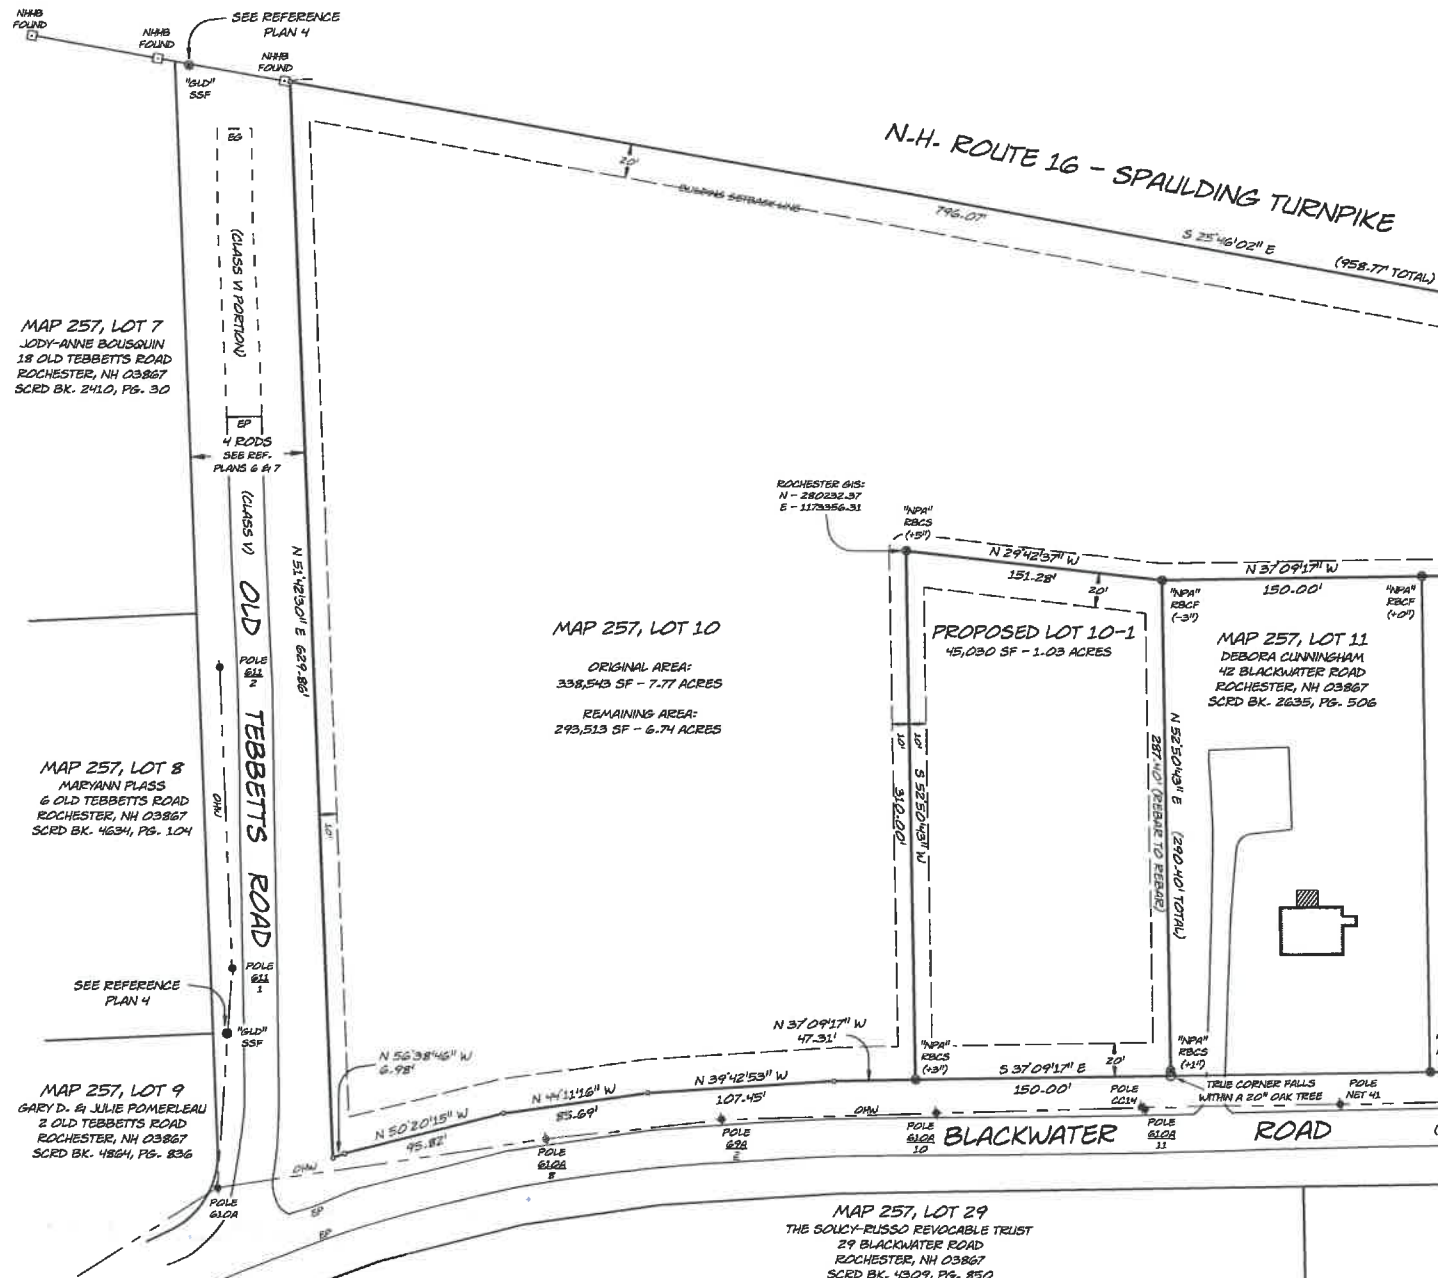 NHHB
FOUND
NHHB
FOUND
SEE REFERENCE
PLAN 4
"GLD"
SSF
NHHB
FOUND
EG
(CLASS VI PORTION)
20'
BUILDING SETBACK LINE
N.H. ROUTE 16 - SPAULDING TURNPIKE
796.07'
S 25°46'02" E
(958.77' TOTAL)
MAP 257, LOT 7
JODY-ANNE BOUSQUIN
18 OLD TEBBETTS ROAD
ROCHESTER, NH 03867
SCRD BK. 2410, PG. 30
EP
4 RODS
SEE REF.
PLANS 6 & 7
(CLASS V)
OLD TEBBETTS ROAD
N 51°42'30" E 629.86'
ROCHESTER GIS:
N - 280232.37
E - 1173356.31
"NPA"
RBCS
(+5")
N 29°42'37" W
151.28'
20'
"NPA"
RBCF
(-3")
N 37°09'17" W
150.00'
"NPA"
RBCF
(+0")
MAP 257, LOT 10
ORIGINAL AREA:
338,543 SF - 7.77 ACRES
REMAINING AREA:
293,513 SF - 6.74 ACRES
PROPOSED LOT 10-1
45,030 SF - 1.03 ACRES
MAP 257, LOT 11
DEBORA CUNNINGHAM
42 BLACKWATER ROAD
ROCHESTER, NH 03867
SCRD BK. 2635, PG. 506
POLE
611
2
10'
10'
S 52°50'43" W
310.00'
N 52°50'43" E (290.40' TOTAL)
287.40' (REBAR TO REBAR)
MAP 257, LOT 8
MARYANN PLASS
6 OLD TEBBETTS ROAD
ROCHESTER, NH 03867
SCRD BK. 4634, PG. 104
OHW
10'
POLE
611
1
SEE REFERENCE
PLAN 4
"GLD"
SSF
N 56°38'46" W
6.98'
N 50°20'15" W
95.82'
N 44°11'16" W
85.69'
N 39°42'53" W
107.45'
N 37°09'17" W
47.31'
"NPA"
RBCS
(+3")
S 37°09'17" E
150.00'
20'
"NPA"
RBCS
(+1")
TRUE CORNER FALLS
WITHIN A 20" OAK TREE
POLE
CC14
POLE
NET 41
MAP 257, LOT 9
GARY D. & JULIE POMERLEAU
2 OLD TEBBETTS ROAD
ROCHESTER, NH 03867
SCRD BK. 4864, PG. 836
POLE
610A
OHW
POLE
610A
8
POLE
69A
2
OHW
POLE
610A
10
BLACKWATER ROAD
POLE
610A
11
EP
EP
MAP 257, LOT 29
THE SOUCY-RUSSO REVOCABLE TRUST
29 BLACKWATER ROAD
ROCHESTER, NH 03867
SCRD BK. 4309, PG. 850